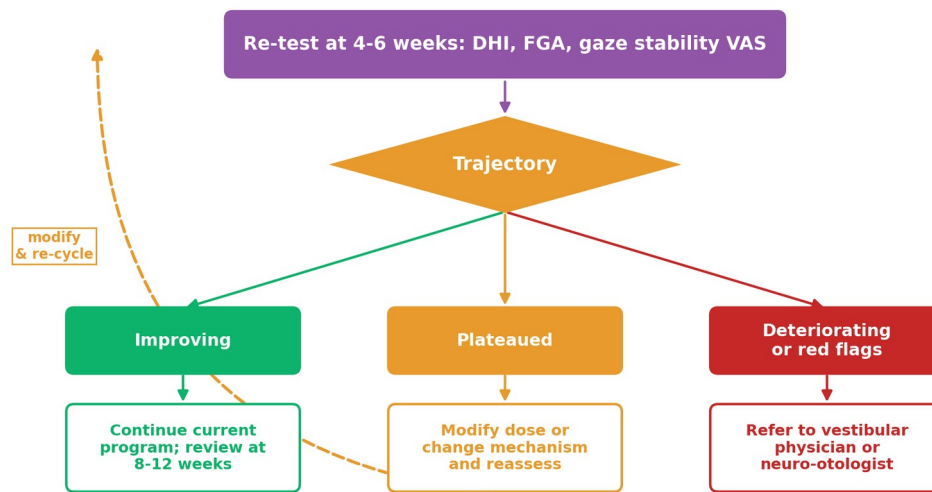 Re-test at 4-6 weeks: DHI, FGA, gaze stability VAS
Trajectory
modify
& re-cycle
Improving
Plateaued
Deteriorating
or red flags
Continue current
program; review at
8-12 weeks
Modify dose or
change mechanism
and reassess
Refer to vestibular
physician or
neuro-otologist